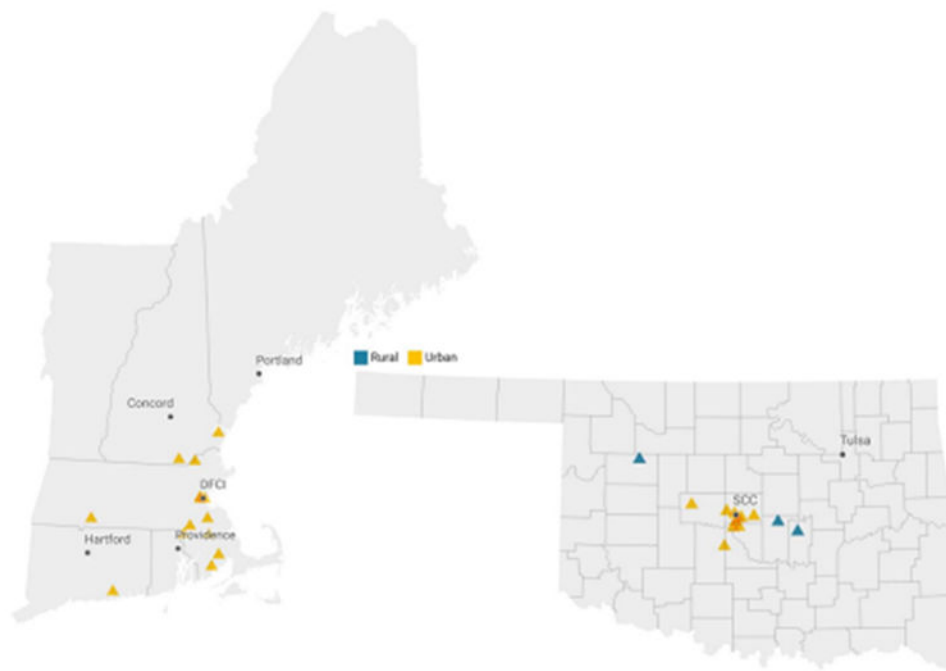 Portland
Rural Urban
Concord
Tulsa
DFCI
SCC
Providence
Hartford